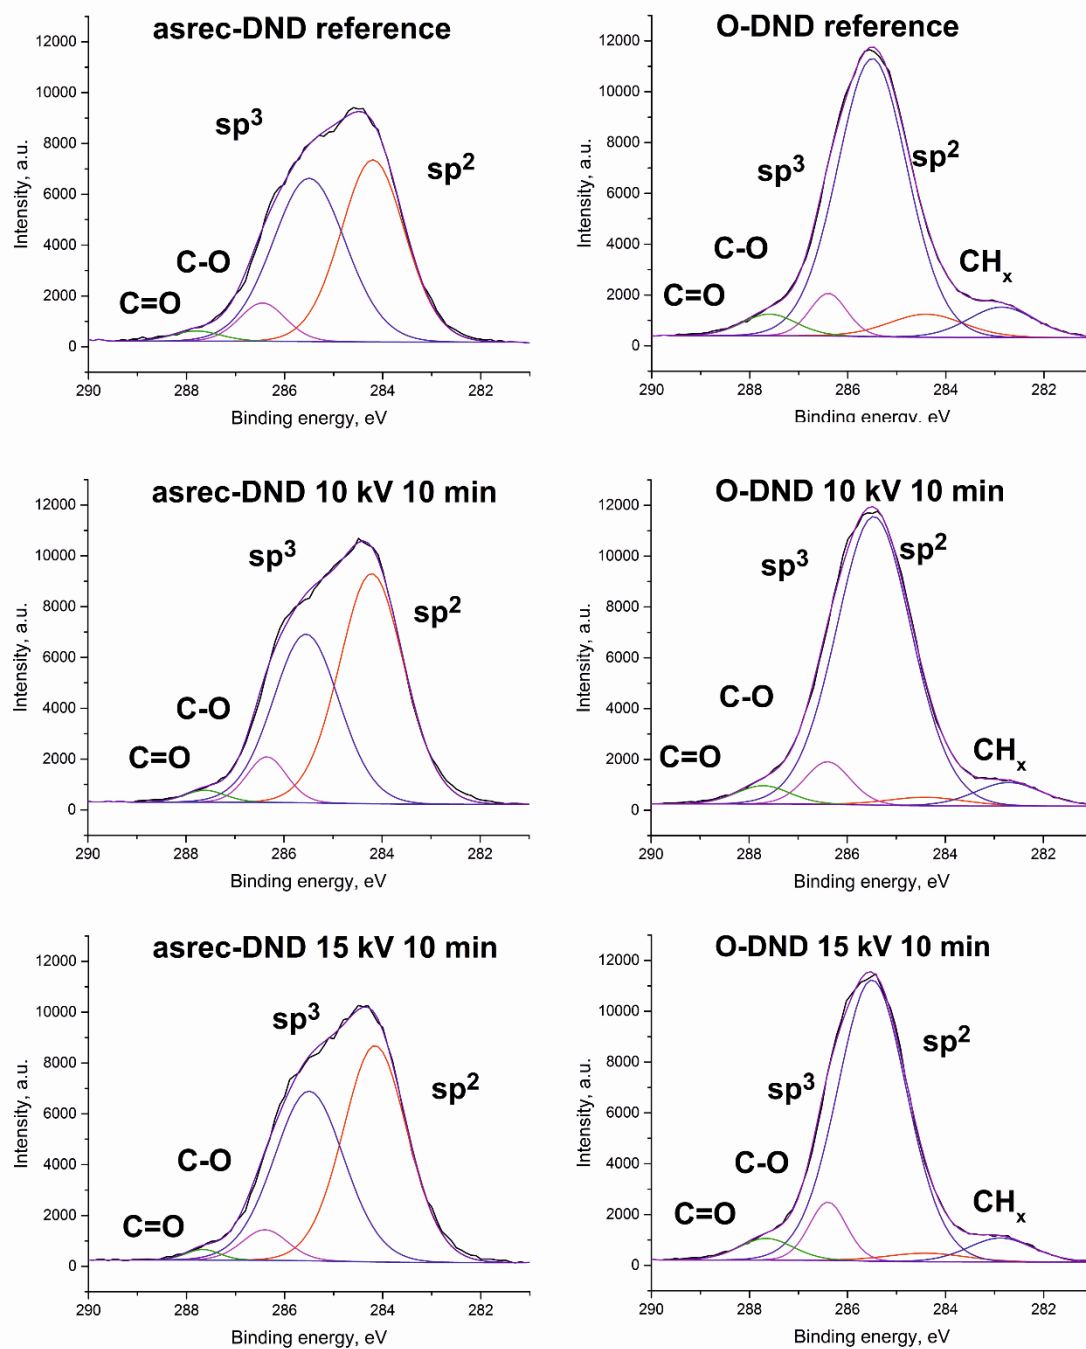 asrec-DND reference
12000
10000
8000
6000
4000
2000
0
Intensity, a.u.
sp³
sp²
C-O
C=O
290 288 286 284 282
Binding energy, eV
O-DND reference
12000
10000
8000
6000
4000
2000
0
Intensity, a.u.
sp³
sp²
C-O
C=O
CHₓ
290 288 286 284 282
Binding energy, eV
asrec-DND 10 kV 10 min
12000
10000
8000
6000
4000
2000
0
Intensity, a.u.
sp³
sp²
C-O
C=O
290 288 286 284 282
Binding energy, eV
O-DND 10 kV 10 min
12000
10000
8000
6000
4000
2000
0
Intensity, a.u.
sp³
sp²
C-O
C=O
CHₓ
290 288 286 284 282
Binding energy, eV
asrec-DND 15 kV 10 min
12000
10000
8000
6000
4000
2000
0
Intensity, a.u.
sp³
sp²
C-O
C=O
290 288 286 284 282
Binding energy, eV
O-DND 15 kV 10 min
12000
10000
8000
6000
4000
2000
0
Intensity, a.u.
sp³
sp²
C-O
C=O
CHₓ
290 288 286 284 282
Binding energy, eV